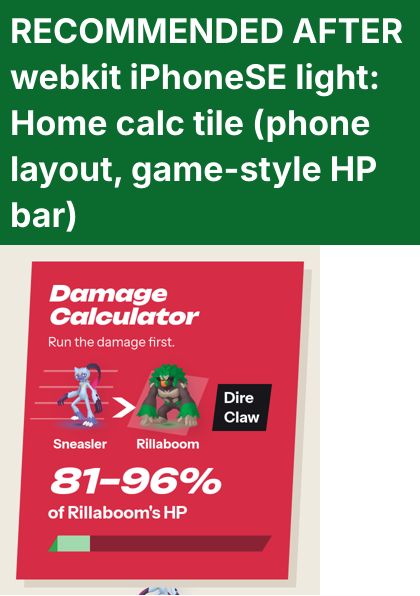 RECOMMENDED AFTER
webkit iPhoneSE light:
Home calc tile (phone
layout, game-style HP
bar)
Damage
Calculator
Run the damage first.
Dire
Claw
Sneasler
Rillaboom
81–96%
of Rillaboom's HP